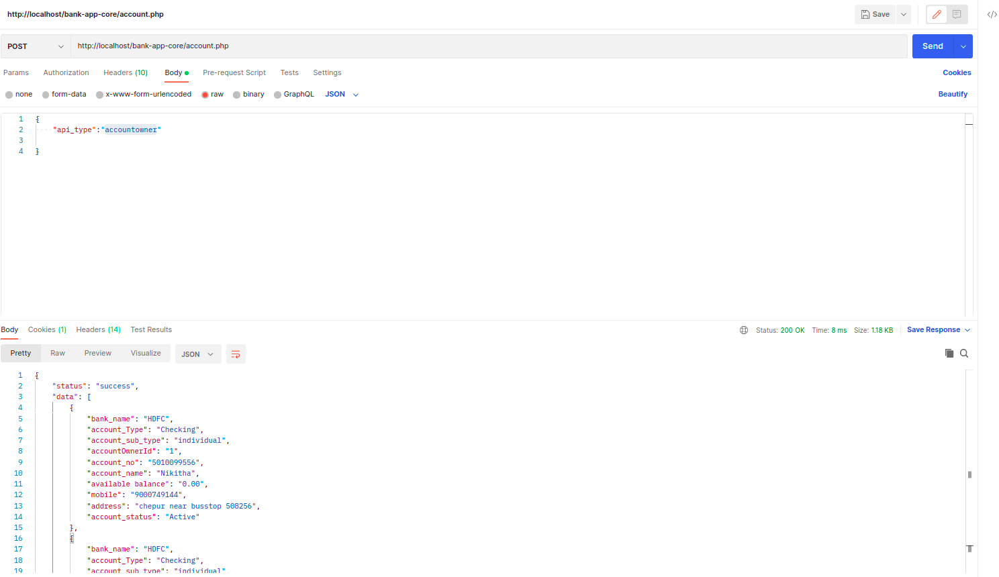 http://localhost/bank-app-core/account.php
Save
POST
http://localhost/bank-app-core/account.php
Send
Params Authorization Headers (10) Body Pre-request Script Tests Settings
Cookies
none form-data x-www-form-urlencoded raw binary GraphQL JSON
Beautify
1 {
2 ····"api_type":"accountowner"
3
4 }
Body Cookies (1) Headers (14) Test Results
Status: 200 OK Time: 8 ms Size: 1.18 KB Save Response
Pretty Raw Preview Visualize JSON
1 {
2 "status": "success",
3 "data": [
4 {
5 "bank_name": "HDFC",
6 "account_Type": "Checking",
7 "account_sub_type": "individual",
8 "accountOwnerId": "1",
9 "account_no": "5010099556",
10 "account_name": "Nikitha",
11 "available balance": "0.00",
12 "mobile": "9000749144",
13 "address": "chepur near busstop 508256",
14 "account_status": "Active"
15 },
16 {
17 "bank_name": "HDFC",
18 "account_Type": "Checking",
19 "account_sub_type": "individual",